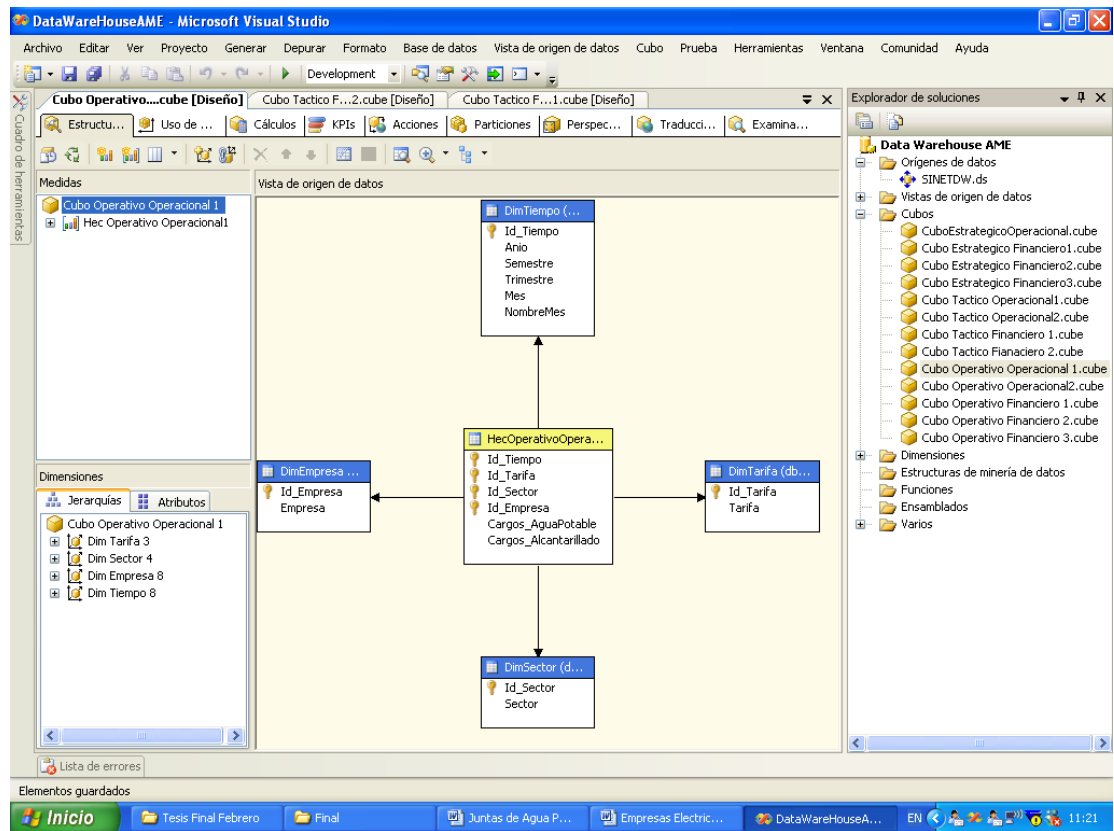 DataWareHouseAME - Microsoft Visual Studio
Archivo Editar Ver Proyecto Generar Depurar Formato Base de datos Vista de origen de datos Cubo Prueba Herramientas Ventana Comunidad Ayuda
Development
Cuadro de herramientas
Cubo Operativo....cube [Diseño] Cubo Tactico F...2.cube [Diseño] Cubo Tactico F...1.cube [Diseño]
Estructu... Uso de ... Cálculos KPIs Acciones Particiones Perspec... Traducci... Examina...
Medidas
Cubo Operativo Operacional 1
Hec Operativo Operacional1
Dimensiones
Jerarquías Atributos
Cubo Operativo Operacional 1
Dim Tarifa 3
Dim Sector 4
Dim Empresa 8
Dim Tiempo 8
Vista de origen de datos
DimTiempo (...
Id_Tiempo
Anio
Semestre
Trimestre
Mes
NombreMes
HecOperativoOpera...
Id_Tiempo
Id_Tarifa
Id_Sector
Id_Empresa
Cargos_AguaPotable
Cargos_Alcantarillado
DimEmpresa ...
Id_Empresa
Empresa
DimTarifa (db...
Id_Tarifa
Tarifa
DimSector (d...
Id_Sector
Sector
Explorador de soluciones
Data Warehouse AME
Orígenes de datos
SINETDW.ds
Vistas de origen de datos
Cubos
CuboEstrategicoOperacional.cube
Cubo Estrategico Financiero1.cube
Cubo Estrategico Financiero2.cube
Cubo Estrategico Financiero3.cube
Cubo Tactico Operacional1.cube
Cubo Tactico Operacional2.cube
Cubo Tactico Financiero 1.cube
Cubo Tactico Fianaciero 2.cube
Cubo Operativo Operacional 1.cube
Cubo Operativo Operacional2.cube
Cubo Operativo Financiero 1.cube
Cubo Operativo Financiero 2.cube
Cubo Operativo Financiero 3.cube
Dimensiones
Estructuras de minería de datos
Funciones
Ensamblados
Varios
Lista de errores
Elementos guardados
Inicio Tesis Final Febrero Final Juntas de Agua P... Empresas Electric... DataWareHouseA... EN 11:21